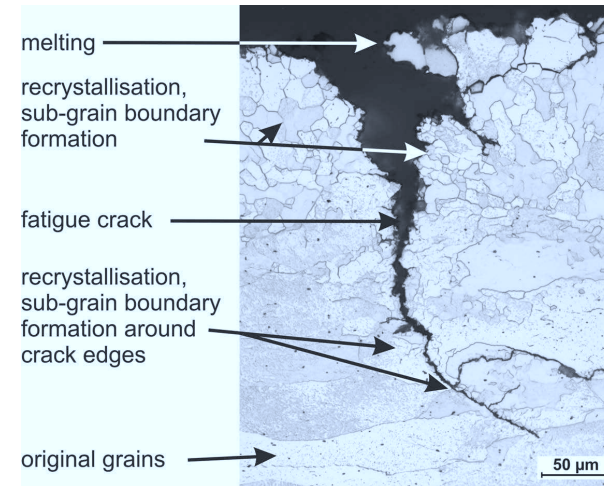 melting
recrystallisation,
sub-grain boundary
formation
fatigue crack
recrystallisation,
sub-grain boundary
formation around
crack edges
original grains
50 µm